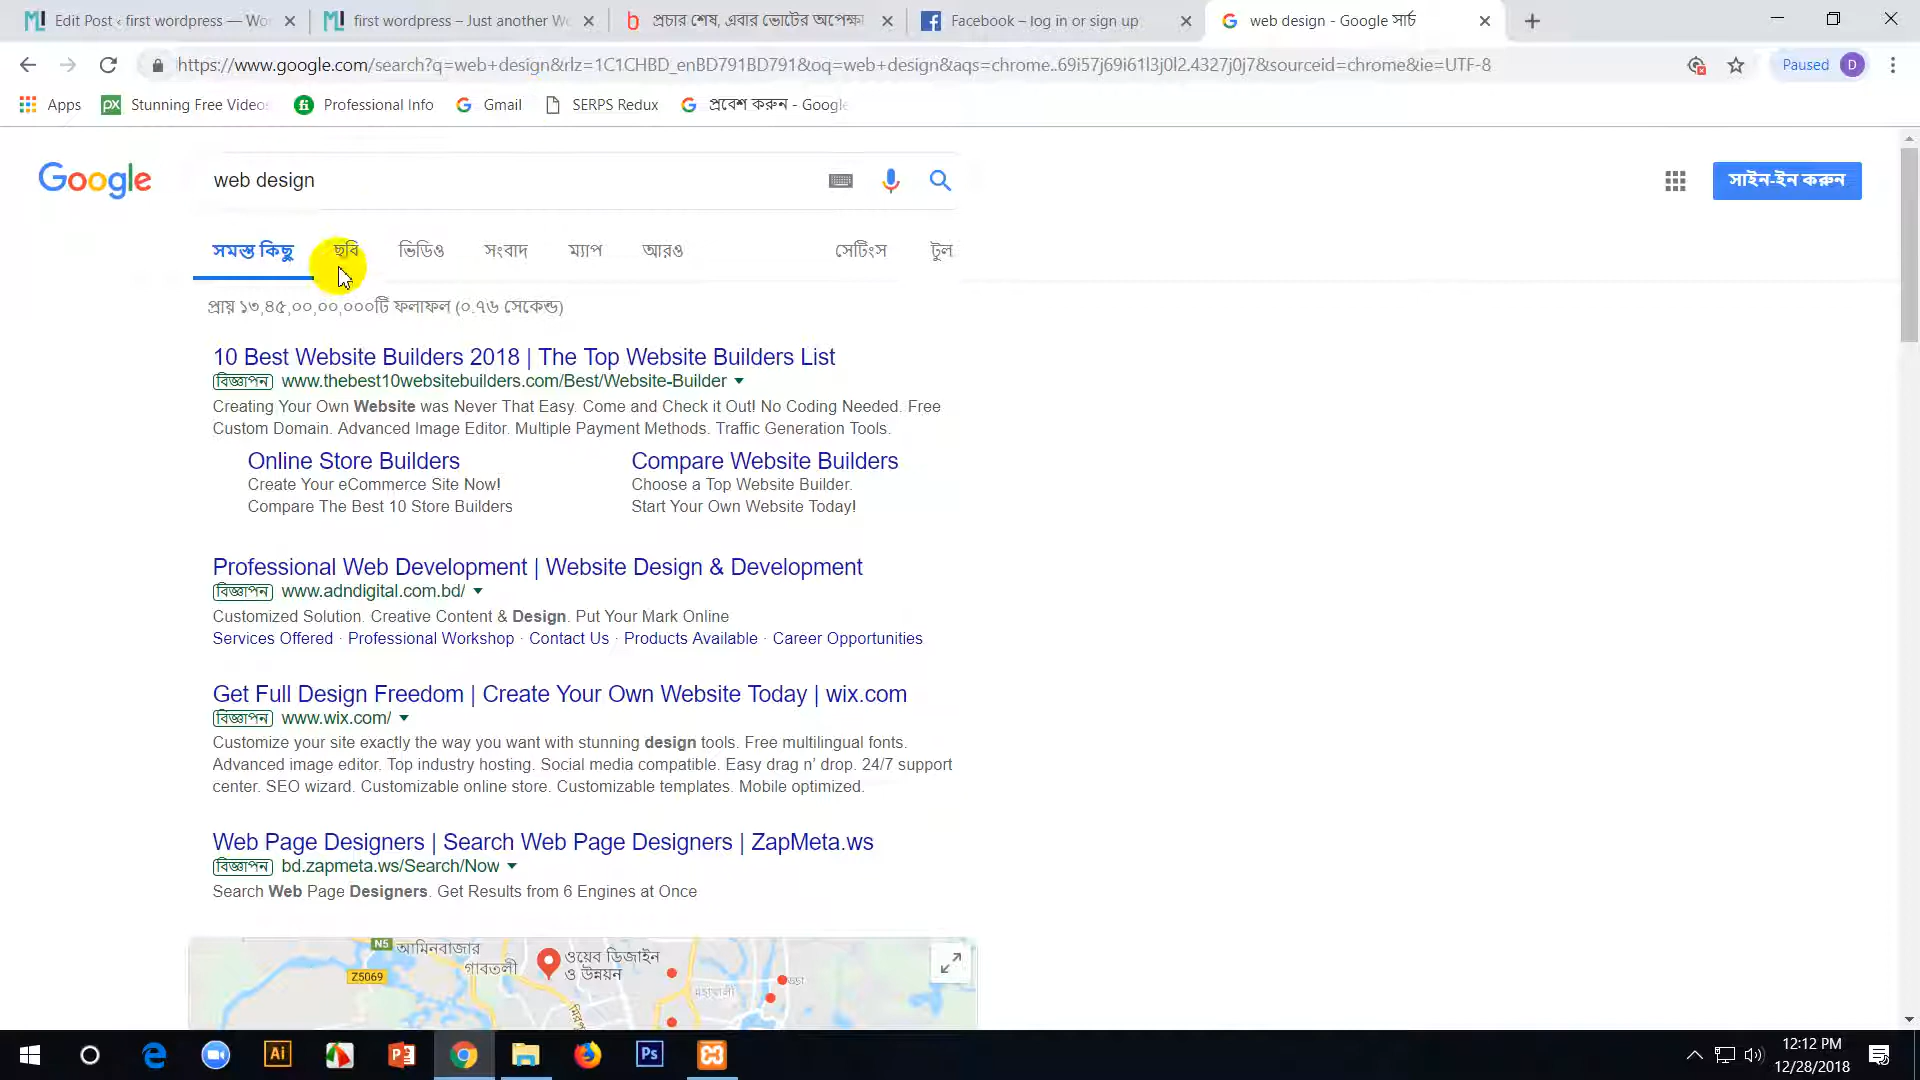 Edit Post ‹ first wordpress — Wo
first wordpress – Just another Wo
প্রচার শেষ, এবার ভোটের অপেক্ষা
Facebook – log in or sign up
web design - Google সার্চ
https://www.google.com/search?q=web+design&rlz=1C1CHBD_enBD791BD791&oq=web+design&aqs=chrome..69i57j69i61l3j0l2.4327j0j7&sourceid=chrome&ie=UTF-8
Paused D
Apps
Stunning Free Videos
Professional Info
Gmail
SERPS Redux
প্রবেশ করুন - Google
Google
web design
সাইন-ইন করুন
সমস্ত কিছু ছবি ভিডিও সংবাদ ম্যাপ আরও সেটিংস টুল
প্রায় ১৩,৪৫,০০,০০,০০০টি ফলাফল (০.৭৬ সেকেন্ড)
10 Best Website Builders 2018 | The Top Website Builders List
বিজ্ঞাপন www.thebest10websitebuilders.com/Best/Website-Builder
Creating Your Own Website was Never That Easy. Come and Check it Out! No Coding Needed. Free
Custom Domain. Advanced Image Editor. Multiple Payment Methods. Traffic Generation Tools.
Online Store Builders
Create Your eCommerce Site Now!
Compare The Best 10 Store Builders
Compare Website Builders
Choose a Top Website Builder.
Start Your Own Website Today!
Professional Web Development | Website Design & Development
বিজ্ঞাপন www.adndigital.com.bd/
Customized Solution. Creative Content & Design. Put Your Mark Online
Services Offered · Professional Workshop · Contact Us · Products Available · Career Opportunities
Get Full Design Freedom | Create Your Own Website Today | wix.com
বিজ্ঞাপন www.wix.com/
Customize your site exactly the way you want with stunning design tools. Free multilingual fonts.
Advanced image editor. Top industry hosting. Social media compatible. Easy drag n’ drop. 24/7 support
center. SEO wizard. Customizable online store. Customizable templates. Mobile optimized.
Web Page Designers | Search Web Page Designers | ZapMeta.ws
বিজ্ঞাপন bd.zapmeta.ws/Search/Now
Search Web Page Designers. Get Results from 6 Engines at Once
N5 আমিনবাজার
গাবতলী
Z5069
ওয়েব ডিজাইন
ও উন্নয়ন
মহাখালী
Ai
Ps
12:12 PM
12/28/2018